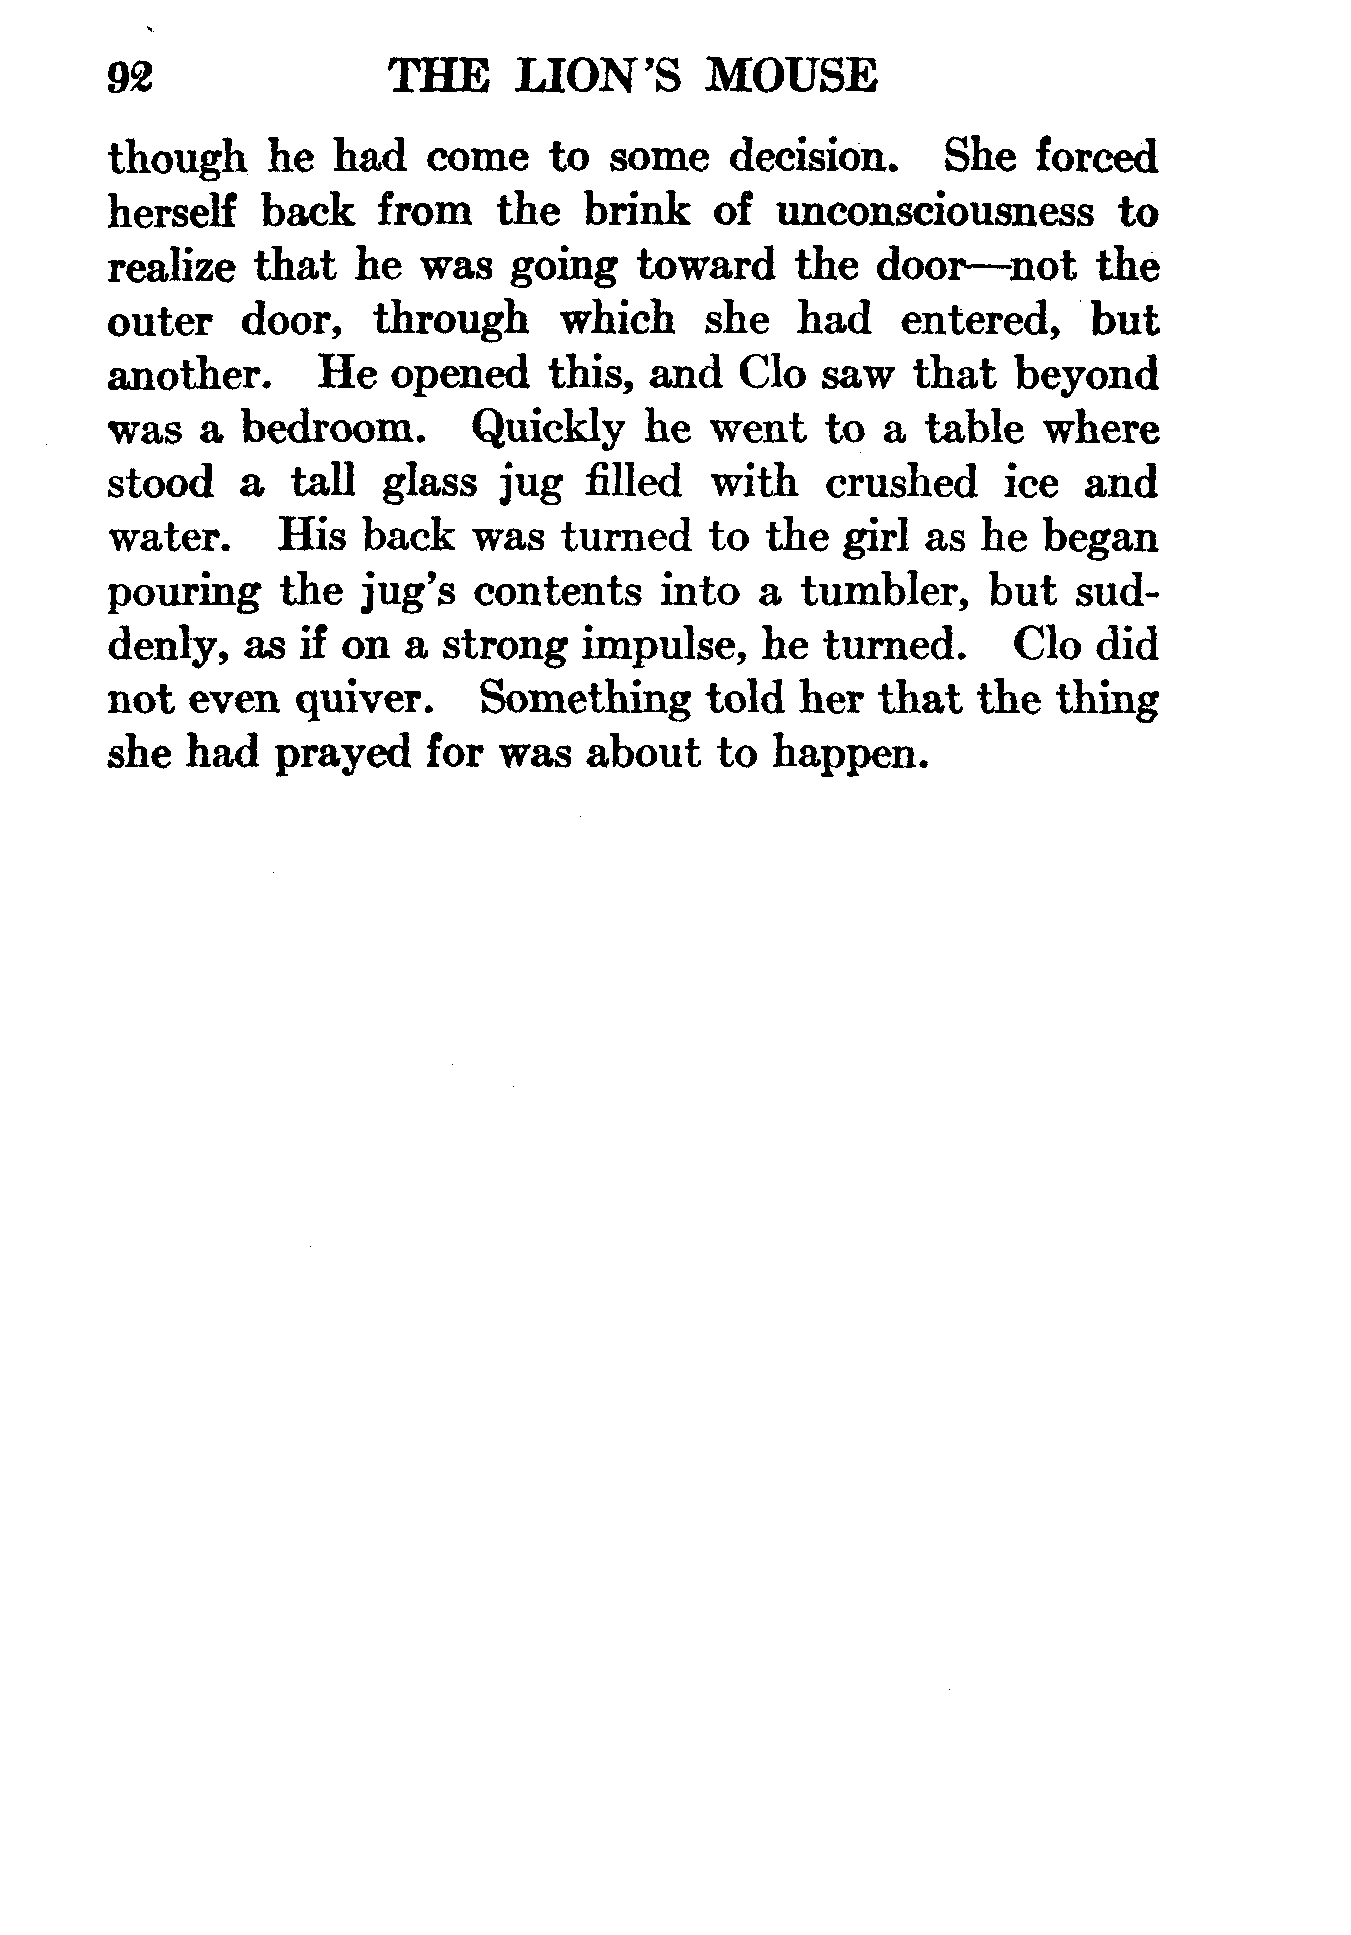 92 THE LION'S MOUSE
though he had come to some decision. She forced
herself back from the brink of unconsciousness to
realize that he was going toward the door—not the
outer door, through which she had entered, but
another. He opened this, and Clo saw that beyond
was a bedroom. Quickly he went to a table where
stood a tall glass jug filled with crushed ice and
water. His back was turned to the girl as he began
pouring the jug's contents into a tumbler, but sud-
denly, as if on a strong impulse, he turned. Clo did
not even quiver. Something told her that the thing
she had prayed for was about to happen.